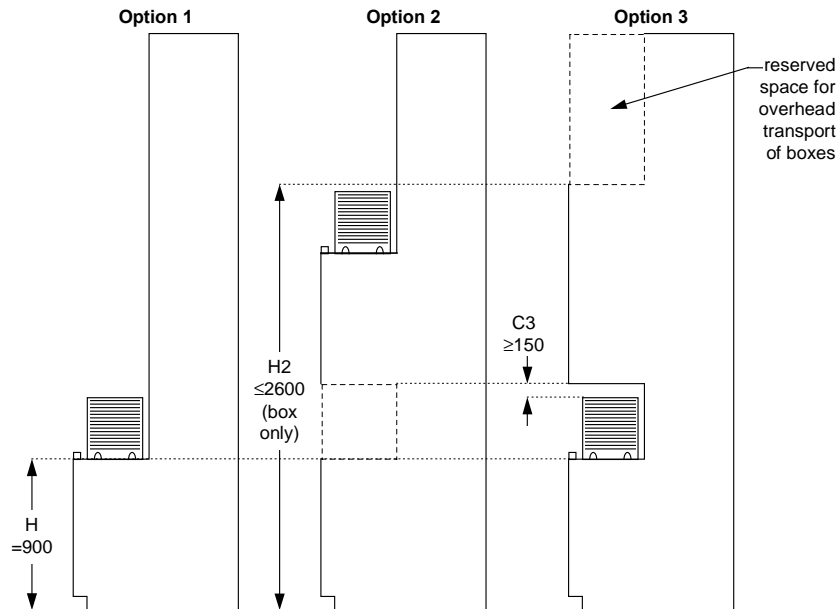 Option 1
Option 2
Option 3
reserved
space for
overhead
transport
of boxes
C3
≥150
H2
≤2600
(box
only)
H
=900